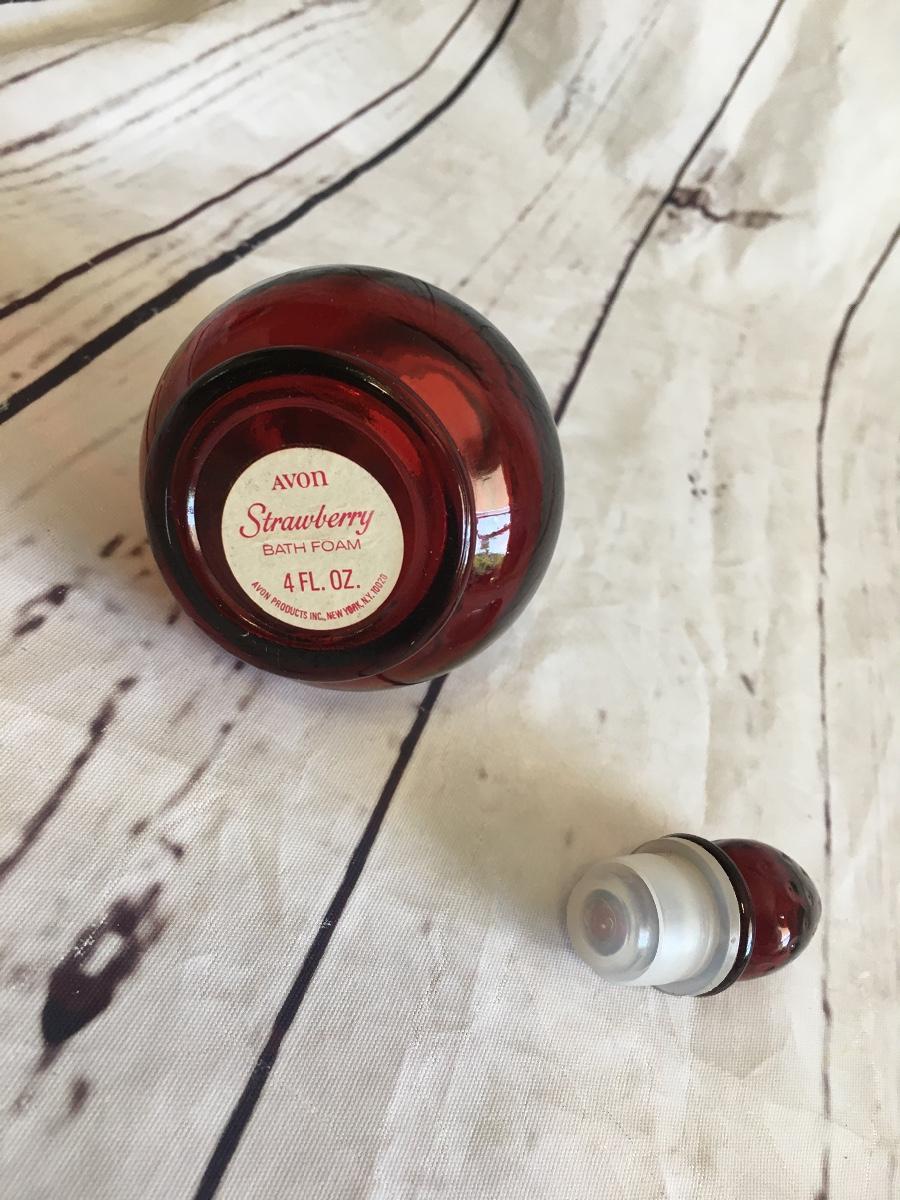 AVON
Strawberry
BATH FOAM
4 FL. OZ.
AVON PRODUCTS INC., NEW YORK, N.Y. 10020